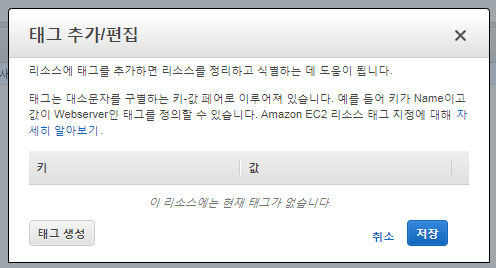 태그 추가/편집
리소스에 태그를 추가하면 리소스를 정리하고 식별하는 데 도움이 됩니다.
태그는 대소문자를 구별하는 키-값 페어로 이루어져 있습니다. 예를 들어 키가 Name이고
값이 Webserver인 태그를 정의할 수 있습니다. Amazon EC2 리소스 태그 지정에 대해 자
세히 알아보기.
키 값
이 리소스에는 현재 태그가 없습니다.
태그 생성 취소 저장